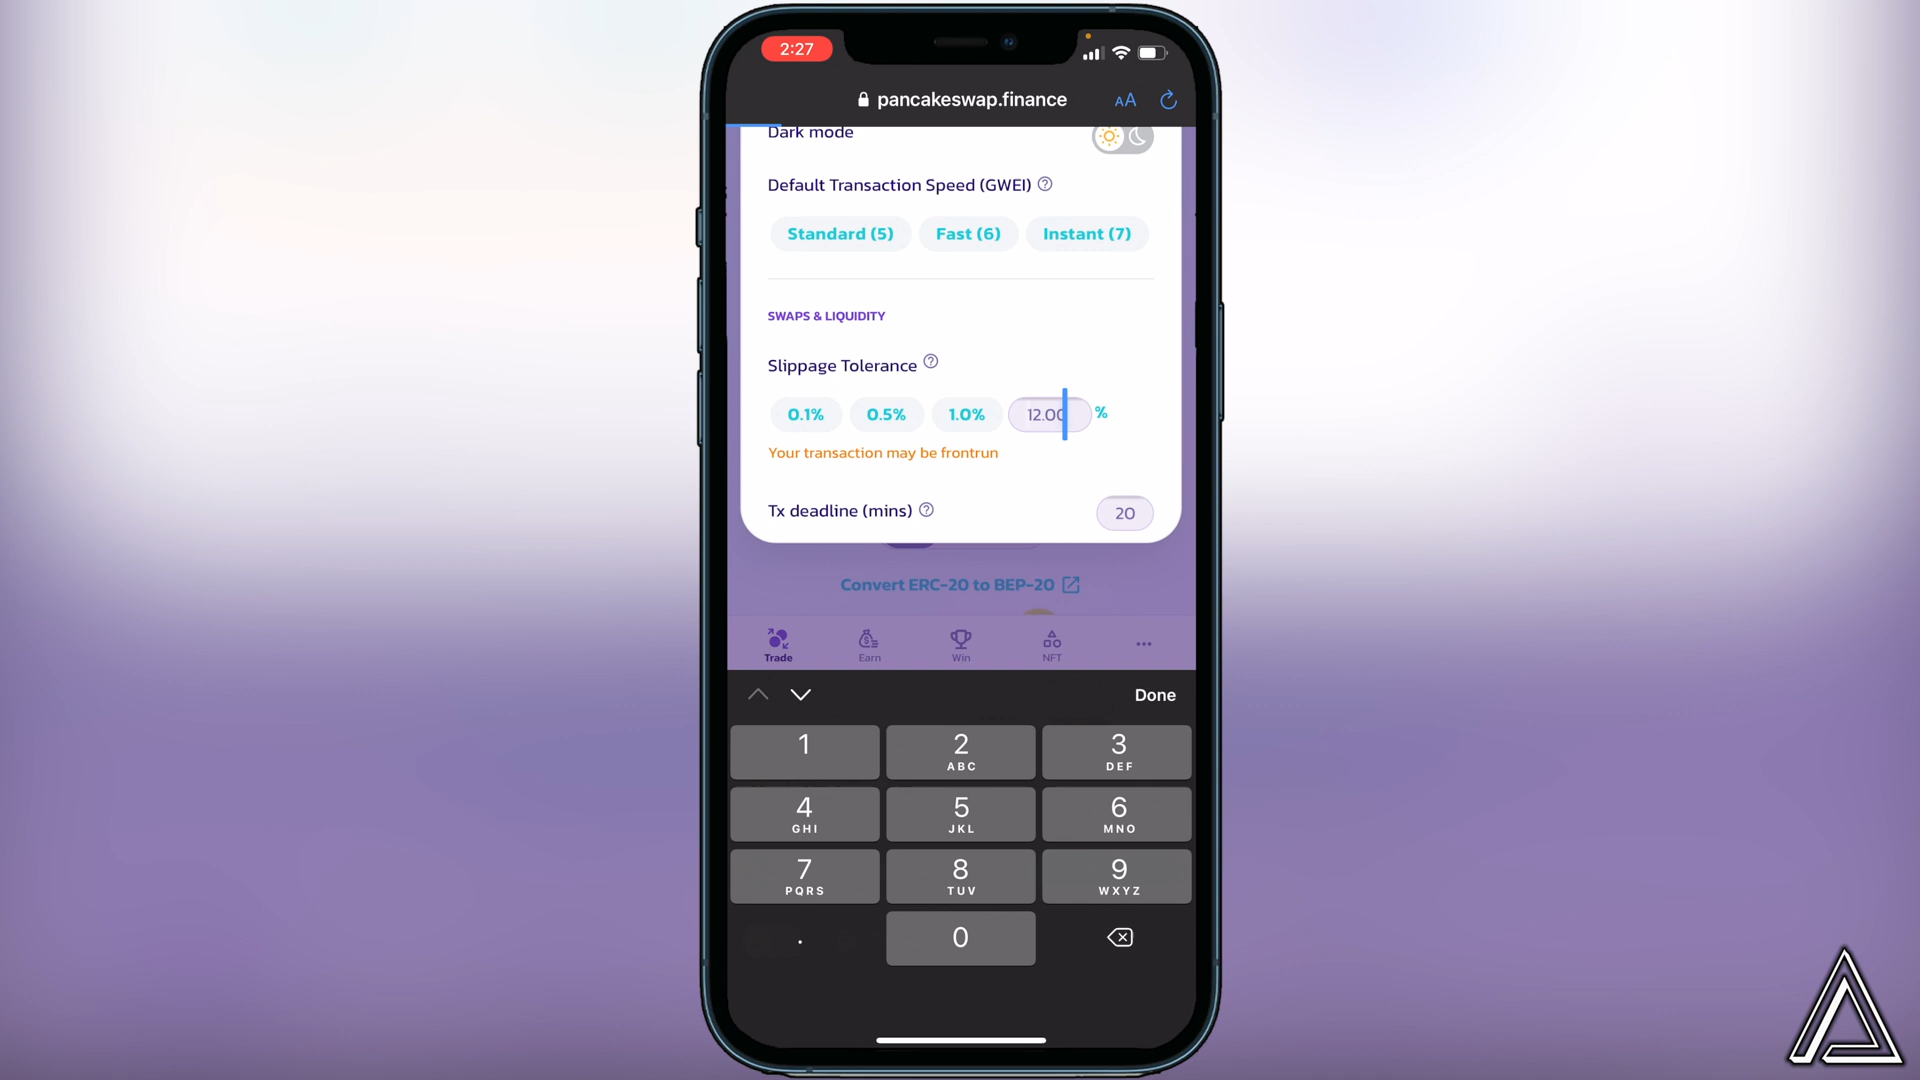 2:27
pancakeswap.finance AA
Dark mode
Default Transaction Speed (GWEI) ?
Standard (5) Fast (6) Instant (7)
SWAPS & LIQUIDITY
Slippage Tolerance ?
0.1% 0.5% 1.0% 12.00 %
Your transaction may be frontrun
Tx deadline (mins) ?
20
Convert ERC-20 to BEP-20
Trade Earn Win NFT ...
Done
1 2 3
ABC DEF
4 5 6
GHI JKL MNO
7 8 9
PQRS TUV WXYZ
. 0